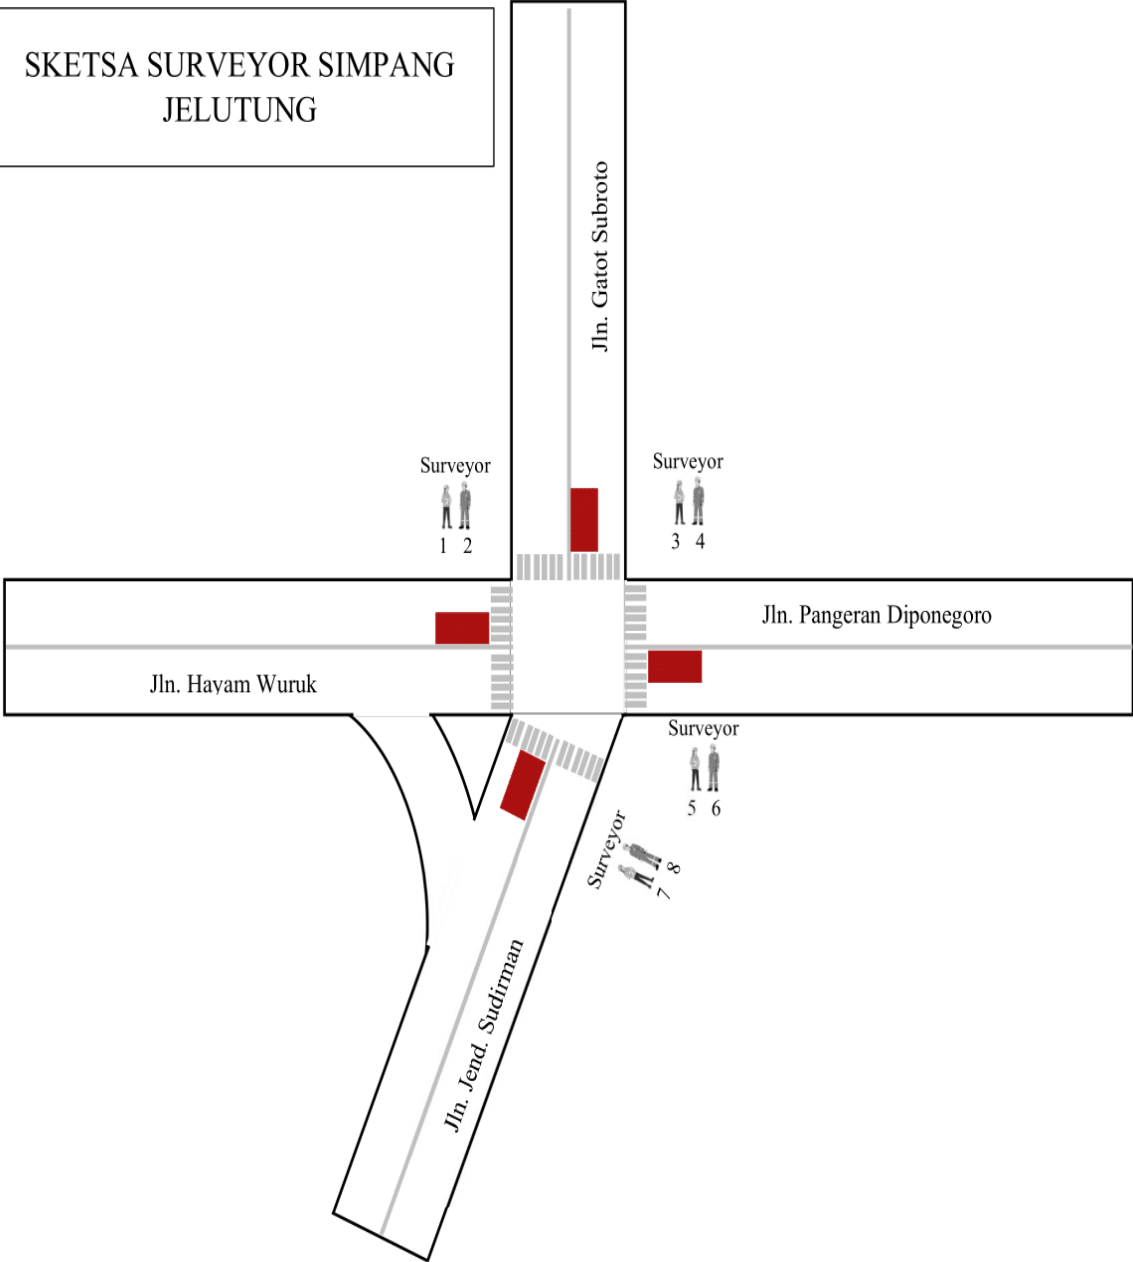 SKETSA SURVEYOR SIMPANG
JELUTUNG
Jln. Gatot Subroto
Surveyor
1 2
Surveyor
3 4
Jln. Pangeran Diponegoro
Jln. Hayam Wuruk
Surveyor
5 6
Surveyor
7 8
Jln. Jend. Sudirman